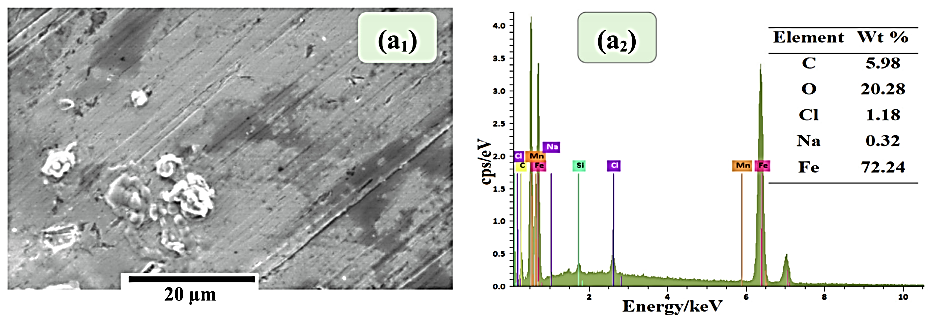 (a1)
20 µm
(a2)
cps/eV
4.0
3.5
3.0
2.5
2.0
1.5
1.0
0.5
0.0
Cl
Mn
Na
C
Fe
Si
Cl
Mn
Fe
2
4
6
8
10
Energy/keV
Element Wt %
C 5.98
O 20.28
Cl 1.18
Na 0.32
Fe 72.24